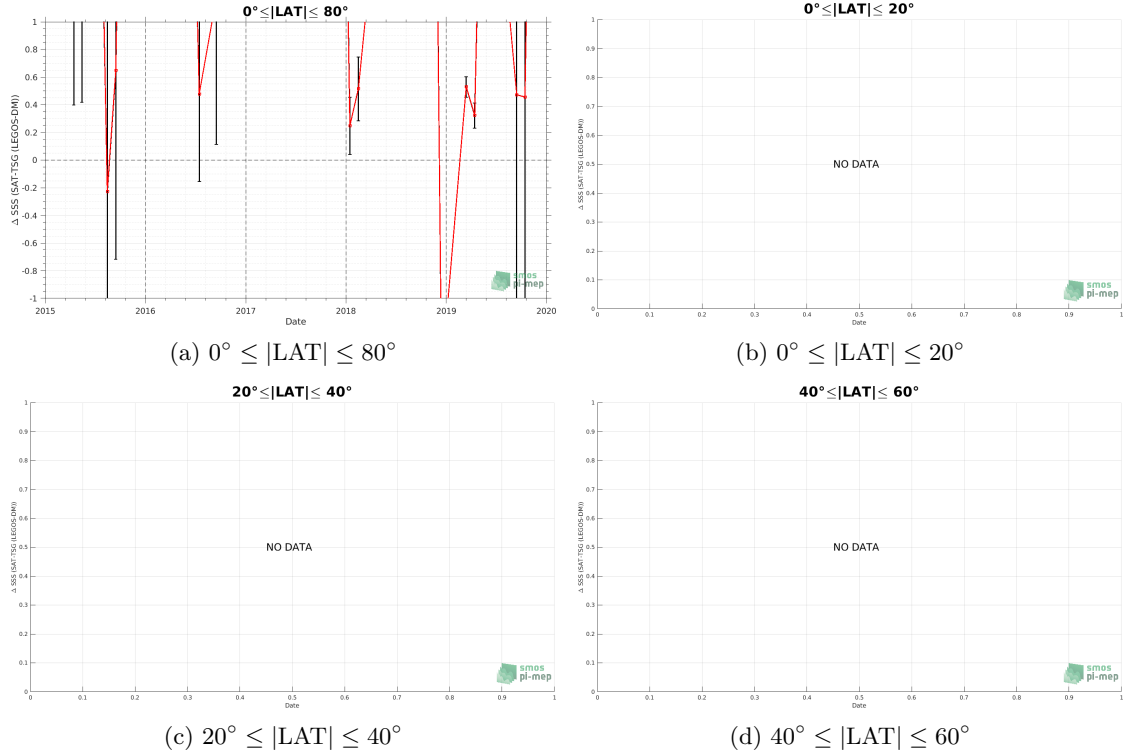 0°≤|LAT|≤ 80°
1
0.8
0.6
0.4
0.2
0
-0.2
-0.4
-0.6
-0.8
-1
Δ SSS (SAT-TSG (LEGOS-DM))
2015 2016 2017 2018 2019 2020
Date
smos
pi-mep
(a) 0° ≤ |LAT| ≤ 80°
0°≤|LAT|≤ 20°
1
0.9
0.8
0.7
0.6
0.5
0.4
0.3
0.2
0.1
0
Δ SSS (SAT-TSG (LEGOS-DM))
NO DATA
0 0.1 0.2 0.3 0.4 0.5 0.6 0.7 0.8 0.9 1
Date
smos
pi-mep
(b) 0° ≤ |LAT| ≤ 20°
20°≤|LAT|≤ 40°
1
0.9
0.8
0.7
0.6
0.5
0.4
0.3
0.2
0.1
0
Δ SSS (SAT-TSG (LEGOS-DM))
NO DATA
0 0.1 0.2 0.3 0.4 0.5 0.6 0.7 0.8 0.9 1
Date
smos
pi-mep
(c) 20° ≤ |LAT| ≤ 40°
40°≤|LAT|≤ 60°
1
0.9
0.8
0.7
0.6
0.5
0.4
0.3
0.2
0.1
0
Δ SSS (SAT-TSG (LEGOS-DM))
NO DATA
0 0.1 0.2 0.3 0.4 0.5 0.6 0.7 0.8 0.9 1
Date
smos
pi-mep
(d) 40° ≤ |LAT| ≤ 60°